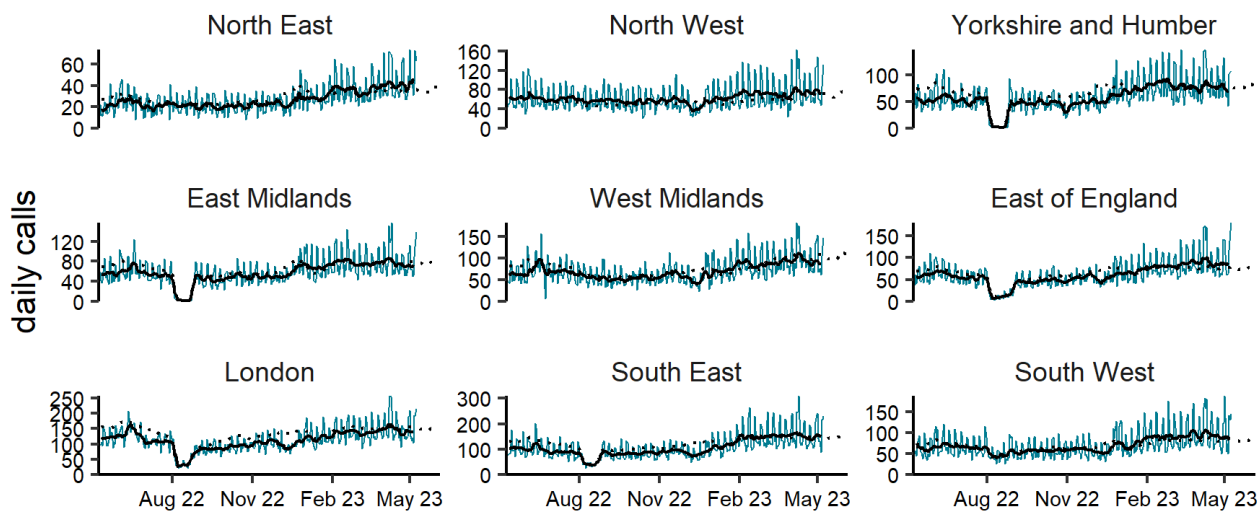 North East
North West
Yorkshire and Humber
60
40
20
0
160
120
80
40
0
100
50
0
East Midlands
West Midlands
East of England
120
80
40
0
150
100
50
0
150
100
50
0
London
South East
South West
250
200
150
100
50
0
300
200
100
0
150
100
50
0
Aug 22 Nov 22 Feb 23 May 23
Aug 22 Nov 22 Feb 23 May 23
Aug 22 Nov 22 Feb 23 May 23
daily calls